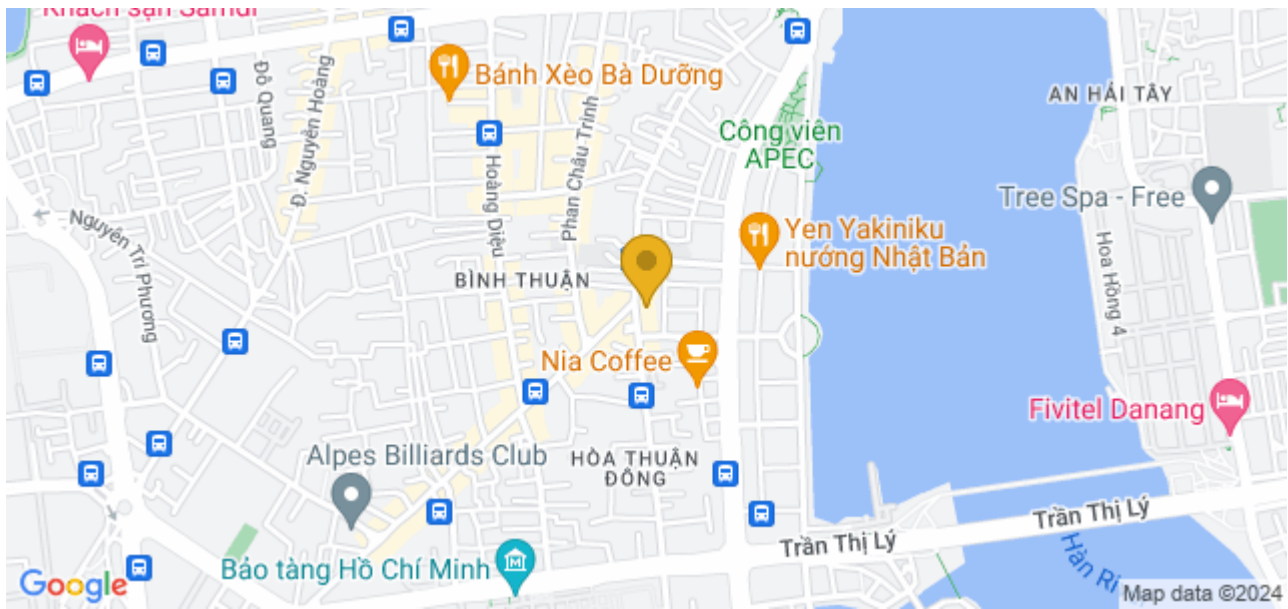 Khách sạn Samdi
Đỗ Quang
Đ. Nguyễn Hoàng
Bánh Xèo Bà Dưỡng
Phan Châu Trinh
Hoàng Diệu
Công viên
APEC
AN HẢI TÂY
Tree Spa - Free
Hoa Hồng 4
Nguyễn Tri Phương
BÌNH THUẬN
Yen Yakiniku
nướng Nhật Bản
Nia Coffee
Fivitel Danang
Alpes Billiards Club
HÒA THUẬN
ĐÔNG
Trần Thị Lý
Trần Thị Lý
Bảo tàng Hồ Chí Minh
Google
Map data ©2024